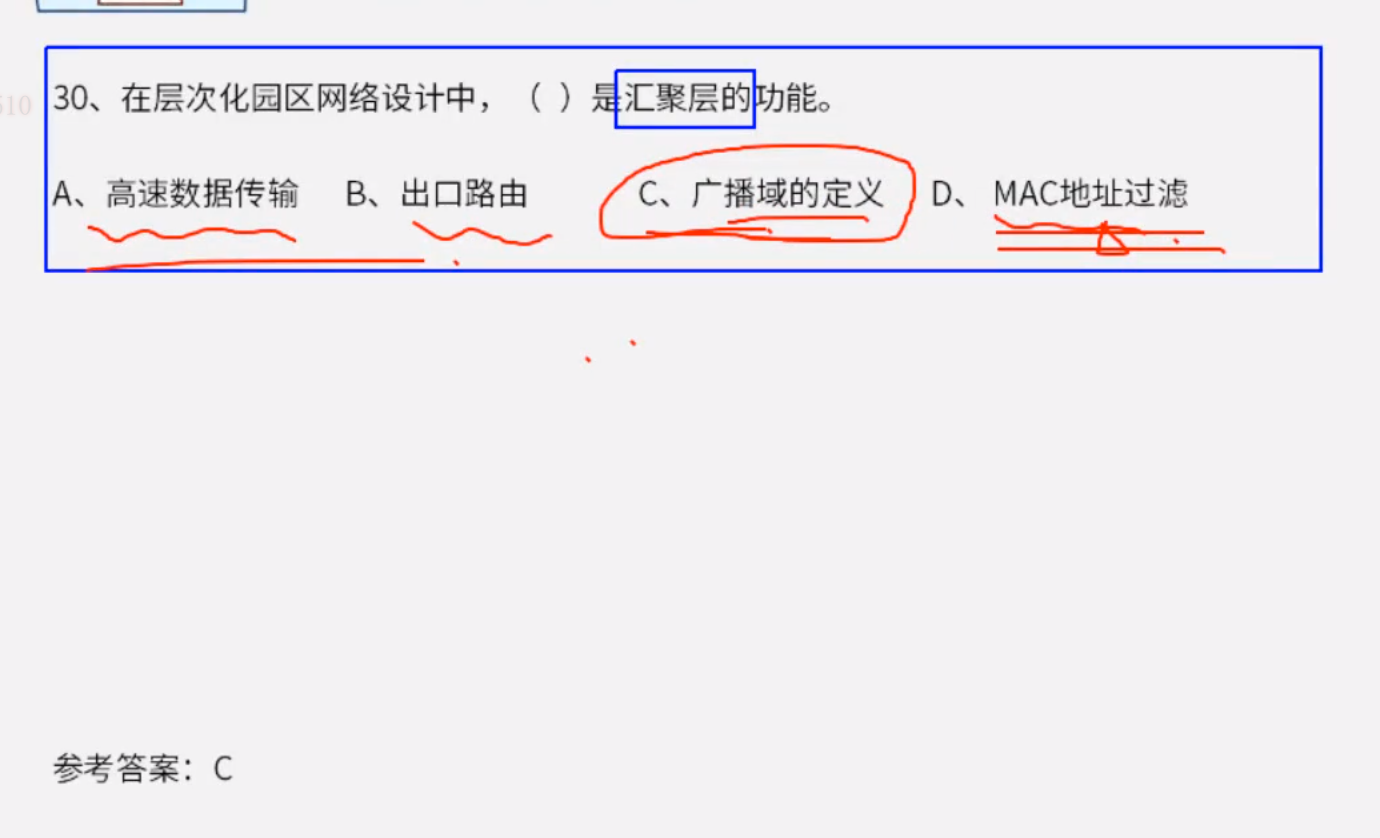 30、在层次化园区网络设计中，（ ）是汇聚层的功能。
A、高速数据传输 B、出口路由 C、广播域的定义 D、MAC地址过滤
参考答案：C